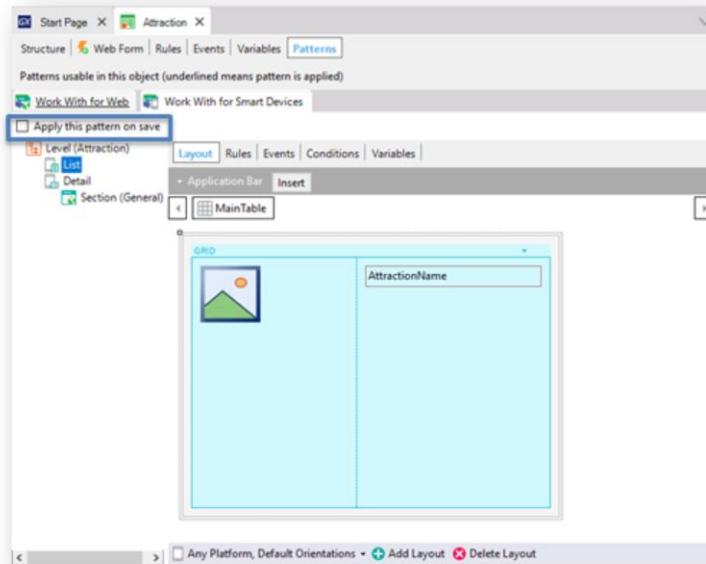 GX Start Page X Attraction X
Structure Web Form Rules Events Variables Patterns
Patterns usable in this object (underlined means pattern is applied)
Work With for Web Work With for Smart Devices
Apply this pattern on save
Level (Attraction)
List
Detail
Section (General)
Layout Rules Events Conditions Variables
Application Bar Insert
MainTable
GRID
AttractionName
Any Platform, Default Orientations Add Layout Delete Layout